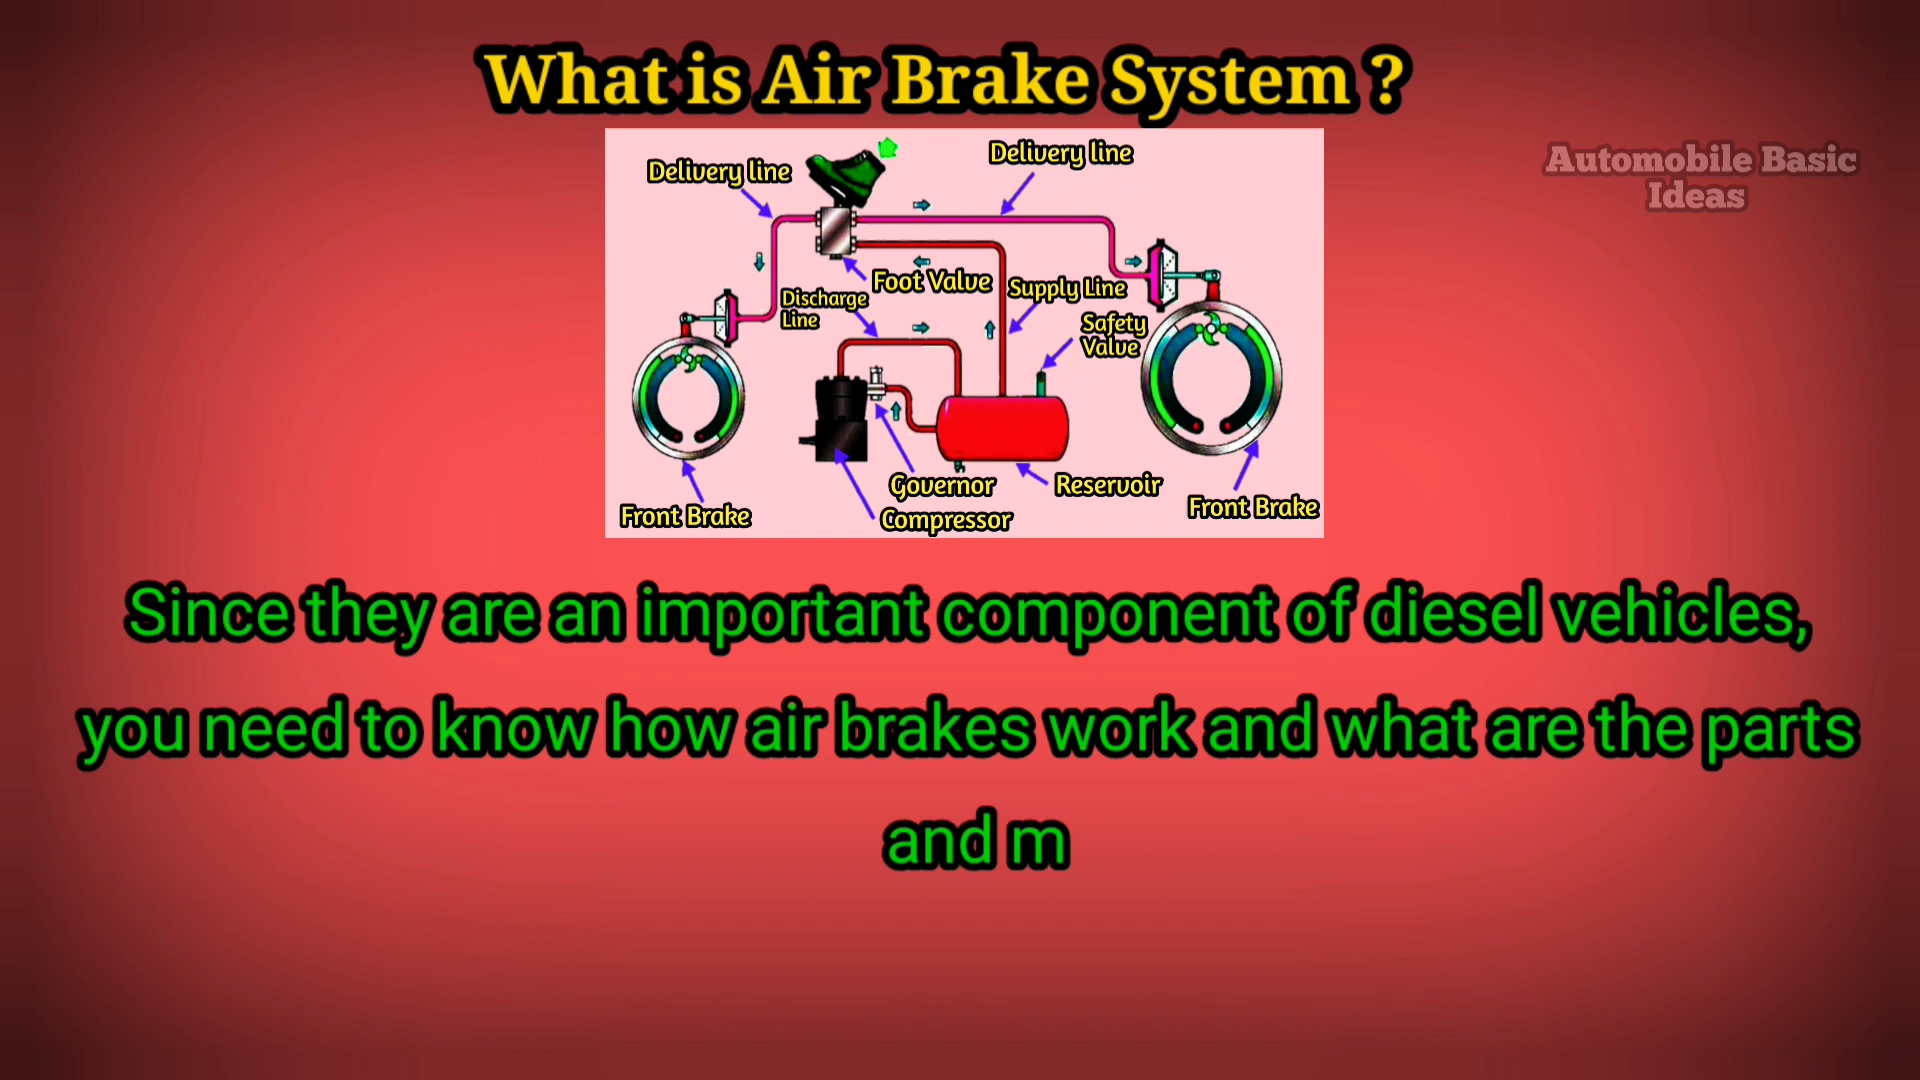 What is Air Brake System ?
Automobile Basic
Ideas
Delivery line
Delivery line
Foot Valve
Supply Line
Discharge
Line
Safety
Valve
Governor
Reservoir
Compressor
Front Brake
Front Brake
Since they are an important component of diesel vehicles,
you need to know how air brakes work and what are the parts
and m